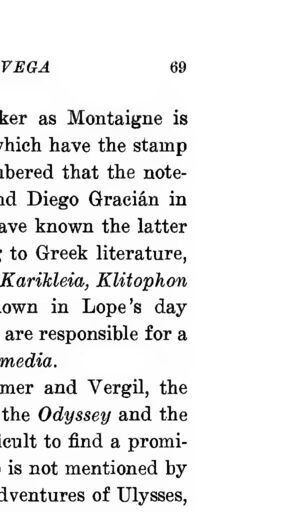 VEGA 69
ker as Montaigne is
which have the stamp
bered that the note-
nd Diego Gracián in
ave known the latter
g to Greek literature,
Karikleia, Klitophon
own in Lope's day
are responsible for a
media.
mer and Vergil, the
the Odyssey and the
icult to find a promi-
is not mentioned by
dventures of Ulysses,